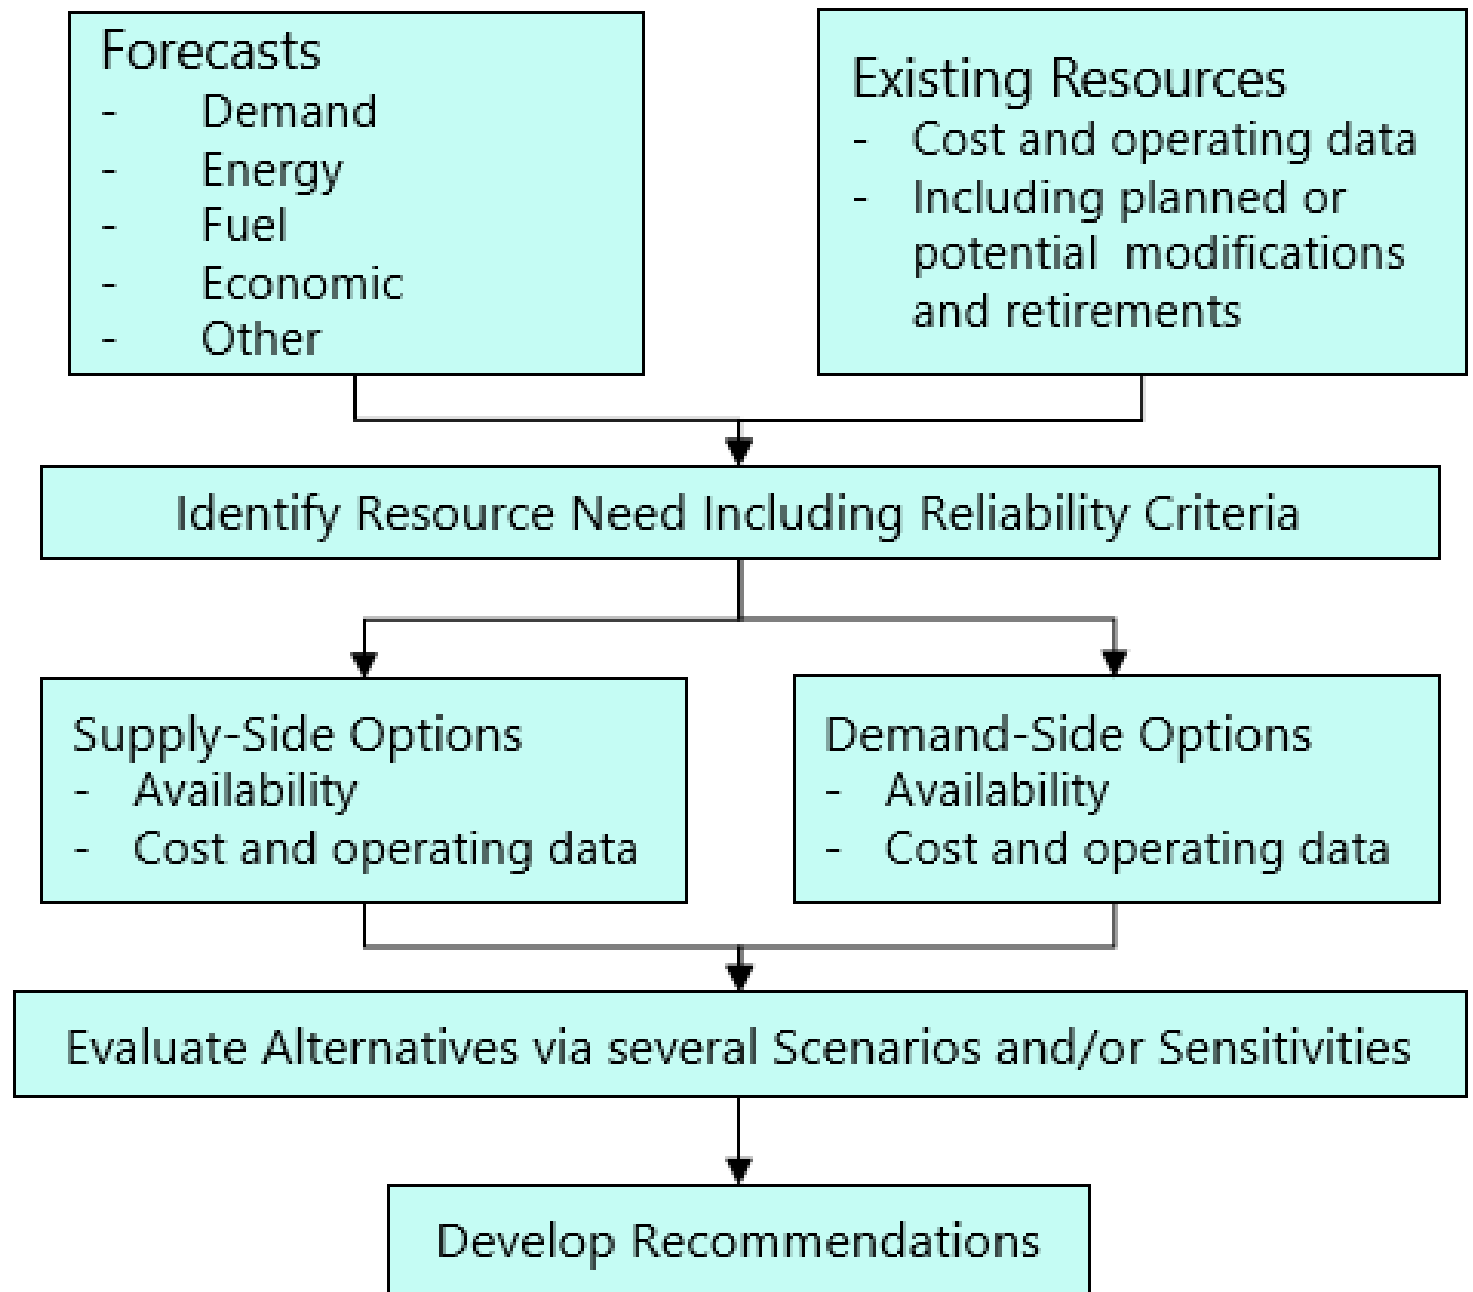 Forecasts
- Demand
- Energy
- Fuel
- Economic
- Other
Existing Resources
- Cost and operating data
- Including planned or
potential modifications
and retirements
Identify Resource Need Including Reliability Criteria
Supply-Side Options
- Availability
- Cost and operating data
Demand-Side Options
- Availability
- Cost and operating data
Evaluate Alternatives via several Scenarios and/or Sensitivities
Develop Recommendations